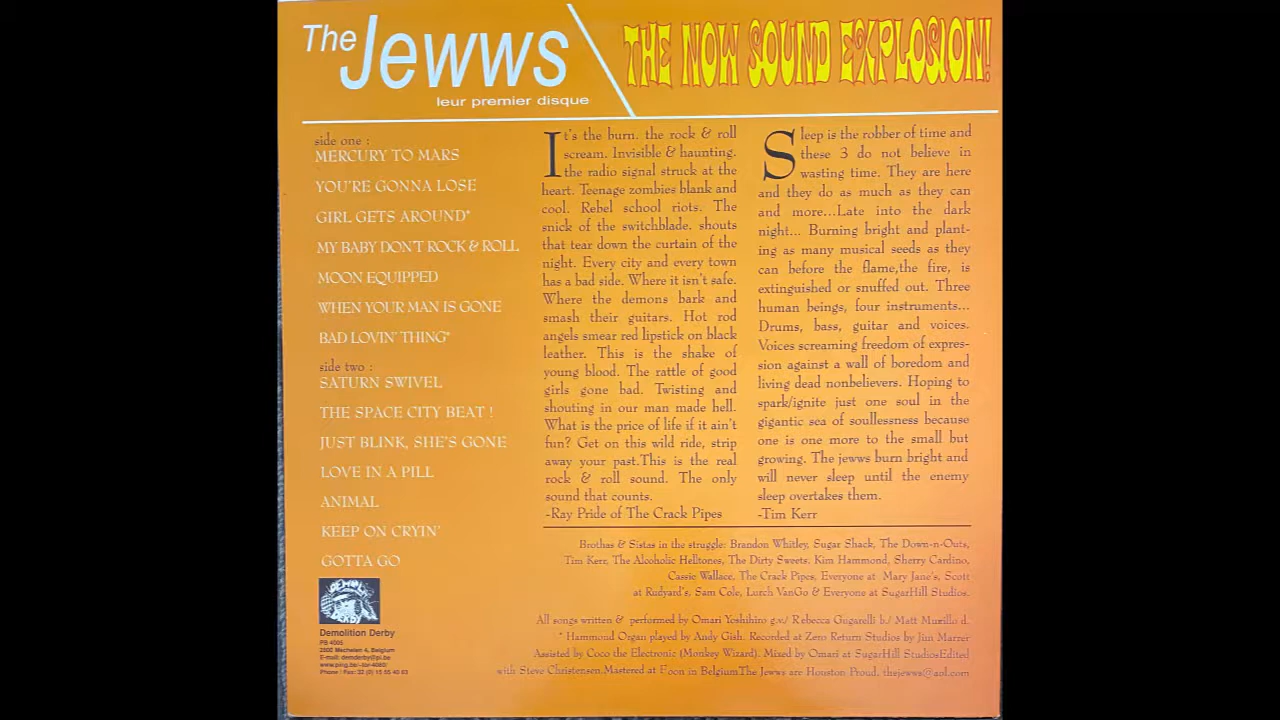 The Jewws
leur premier disque
THE NOW SOUND EXPLOSION!
side one :
MERCURY TO MARS
YOU'RE GONNA LOSE
GIRL GETS AROUND*
MY BABY DON'T ROCK & ROLL
MOON EQUIPPED
WHEN YOUR MAN IS GONE
BAD LOVIN' THING*
side two :
SATURN SWIVEL
THE SPACE CITY BEAT !
JUST BLINK, SHE'S GONE
LOVE IN A PILL
ANIMAL
KEEP ON CRYIN'
GOTTA GO
DERBY
Demolition Derby
PB 4005
2800 Mechelen 4, Belgium
E-mail: demderby@pi.be
Phone / Fax: 32 (0) 15 55 40 63
It's the burn. the rock & roll
scream. Invisible & haunting.
the radio signal struck at the
heart. Teenage zombies blank and
cool. Rebel school riots. The
snick of the switchblade. shouts
that tear down the curtain of the
night. Every city and every town
has a bad side. Where it isn't safe.
Where the demons bark and
smash their guitars. Hot rod
angels smear red lipstick on black
leather. This is the shake of
young blood. The rattle of good
girls gone bad. Twisting and
shouting in our man made hell.
What is the price of life if it ain't
fun? Get on this wild ride, strip
away your past.This is the real
rock & roll sound. The only
sound that counts.
-Ray Pride of The Crack Pipes
Sleep is the robber of time and
these 3 do not believe in
wasting time. They are here
and they do as much as they can
and more...Late into the dark
night... Burning bright and plant-
ing as many musical seeds as they
can before the flame,the fire, is
extinguished or snuffed out. Three
human beings, four instruments...
Drums, bass, guitar and voices.
Voices screaming freedom of expres-
sion against a wall of boredom and
living dead nonbelievers. Hoping to
spark/ignite just one soul in the
gigantic sea of soullessness because
one is one more to the small but
growing. The jewws burn bright and
will never sleep until the enemy
sleep overtakes them.
-Tim Kerr
Brothas & Sistas in the struggle: Brandon Whitley, Sugar Shack, The Down-n-Outs,
Tim Kerr, The Alcoholic Helltones, The Dirty Sweets. Kim Hammond, Sherry Cardino,
Cassie Wallace, The Crack Pipes, Everyone at Mary Jane's, Scott
at Rudyard's, Sam Cole, Lurch VanGo & Everyone at SugarHill Studios.
All songs written & performed by Omari Yoshihiro g.v./ Rebecca Gugarelli b./ Matt Murillo d.
* Hammond Organ played by Andy Gish. Recorded at Zero Return Studios by Jim Marrer
Assisted by Coco the Electronic (Monkey Wizard). Mixed by Omari at SugarHill StudiosEdited
with Steve Christensen.Mastered at Foon in Belgium.The Jewws are Houston Proud. thejewws@aol.com